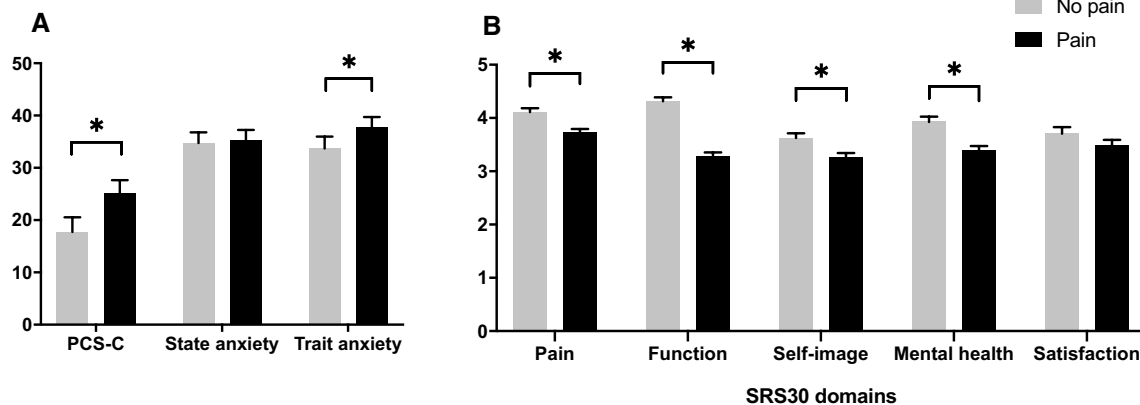 A
50
40
30
20
10
0
*
*
PCS-C
State anxiety
Trait anxiety
B
No pain
Pain
5
4
3
2
1
0
*
*
*
*
Pain
Function
Self-image
Mental health
Satisfaction
SRS30 domains